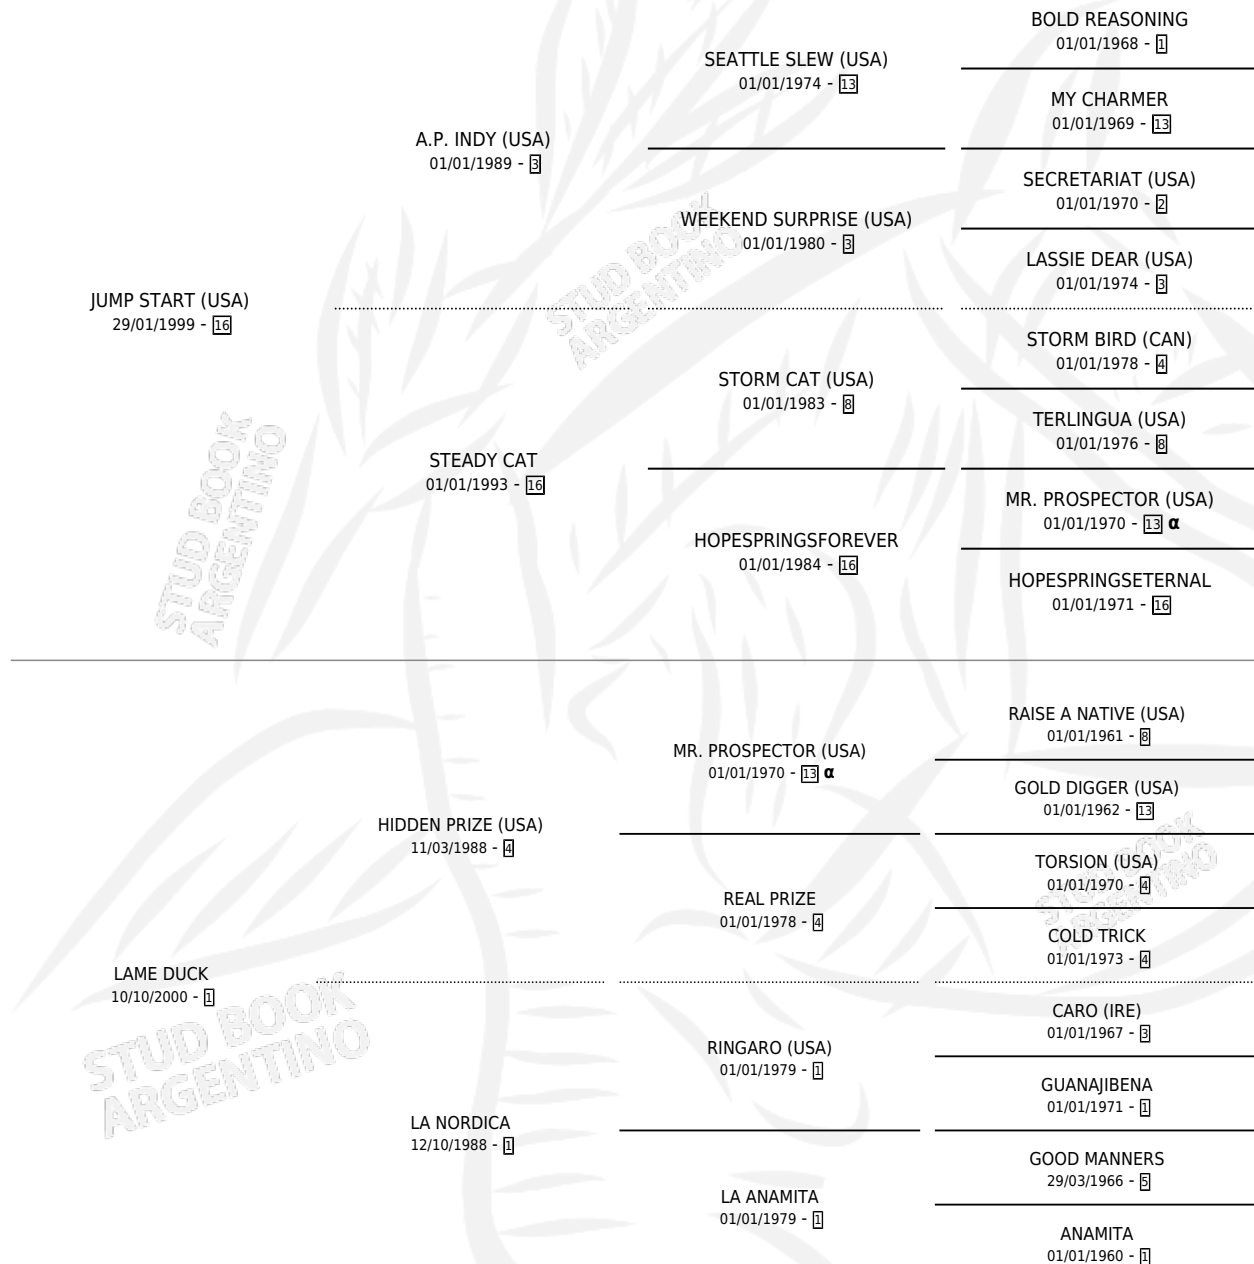 BOLD REASONING
01/01/1968 - 1
SEATTLE SLEW (USA)
01/01/1974 - 13
MY CHARMER
01/01/1969 - 13
A.P. INDY (USA)
01/01/1989 - 3
SECRETARIAT (USA)
01/01/1970 - 2
WEEKEND SURPRISE (USA)
01/01/1980 - 3
LASSIE DEAR (USA)
01/01/1974 - 3
JUMP START (USA)
29/01/1999 - 16
STORM BIRD (CAN)
01/01/1978 - 4
STORM CAT (USA)
01/01/1983 - 8
TERLINGUA (USA)
01/01/1976 - 8
STEADY CAT
01/01/1993 - 16
MR. PROSPECTOR (USA)
01/01/1970 - 13 α
HOPESPRINGSFOREVER
01/01/1984 - 16
HOPESPRINGSETERNAL
01/01/1971 - 16
RAISE A NATIVE (USA)
01/01/1961 - 8
MR. PROSPECTOR (USA)
01/01/1970 - 13 α
GOLD DIGGER (USA)
01/01/1962 - 13
HIDDEN PRIZE (USA)
11/03/1988 - 4
TORSION (USA)
01/01/1970 - 4
REAL PRIZE
01/01/1978 - 4
COLD TRICK
01/01/1973 - 4
LAME DUCK
10/10/2000 - 1
CARO (IRE)
01/01/1967 - 3
RINGARO (USA)
01/01/1979 - 1
GUANAJIBENA
01/01/1971 - 1
LA NORDICA
12/10/1988 - 1
GOOD MANNERS
29/03/1966 - 5
LA ANAMITA
01/01/1979 - 1
ANAMITA
01/01/1960 - 1
STUD BOOK
ARGENTINO
STUD BOOK
ARGENTINO
STUD BOOK
ARGENTINO
STUD BOOK
ARGENTINO